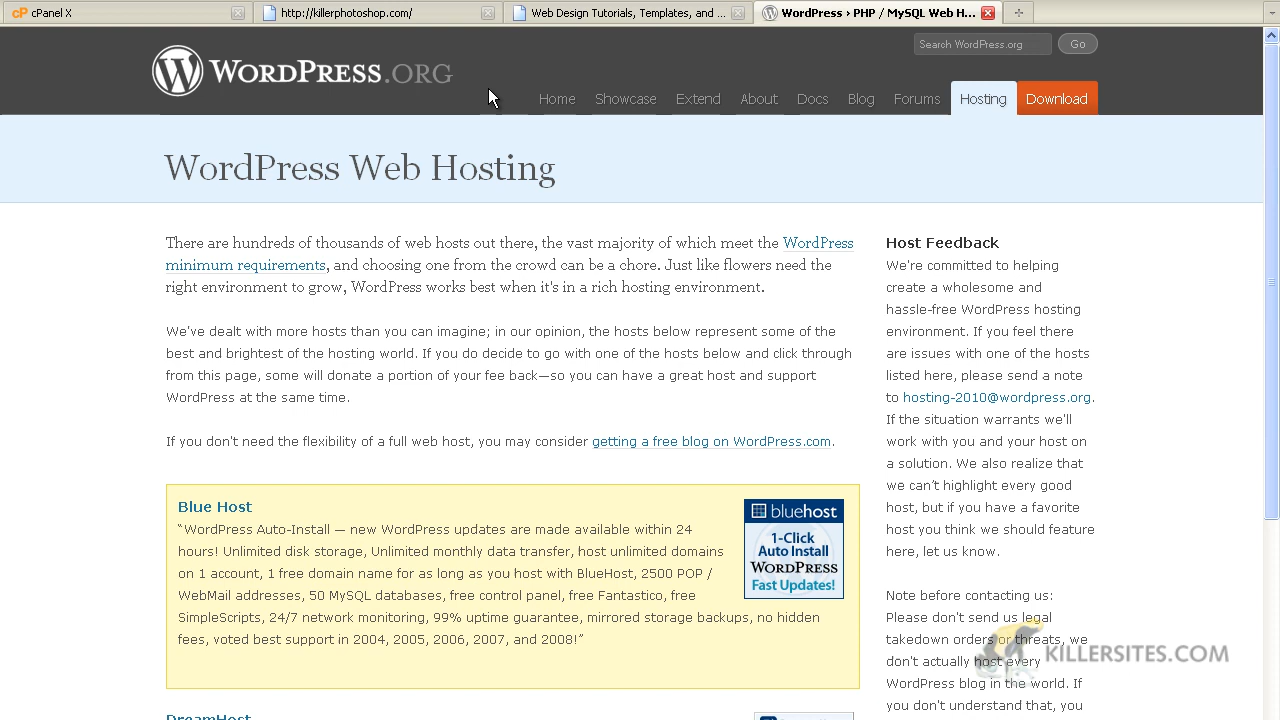 cPanel X
http://killerphotoshop.com/
Web Design Tutorials, Templates, and ...
WordPress › PHP / MySQL Web H...
Search WordPress.org
Go
WORDPRESS.ORG
Home
Showcase
Extend
About
Docs
Blog
Forums
Hosting
Download
WordPress Web Hosting
There are hundreds of thousands of web hosts out there, the vast majority of which meet the WordPress
minimum requirements, and choosing one from the crowd can be a chore. Just like flowers need the
right environment to grow, WordPress works best when it's in a rich hosting environment.
We've dealt with more hosts than you can imagine; in our opinion, the hosts below represent some of the
best and brightest of the hosting world. If you do decide to go with one of the hosts below and click through
from this page, some will donate a portion of your fee back—so you can have a great host and support
WordPress at the same time.
If you don't need the flexibility of a full web host, you may consider getting a free blog on WordPress.com.
Blue Host
“WordPress Auto-Install — new WordPress updates are made available within 24
hours! Unlimited disk storage, Unlimited monthly data transfer, host unlimited domains
on 1 account, 1 free domain name for as long as you host with BlueHost, 2500 POP /
WebMail addresses, 50 MySQL databases, free control panel, free Fantastico, free
SimpleScripts, 24/7 network monitoring, 99% uptime guarantee, mirrored storage backups, no hidden
fees, voted best support in 2004, 2005, 2006, 2007, and 2008!”
bluehost
1-Click
Auto Install
WORDPRESS
Fast Updates!
DreamHost
Host Feedback
We're committed to helping
create a wholesome and
hassle-free WordPress hosting
environment. If you feel there
are issues with one of the hosts
listed here, please send a note
to hosting-2010@wordpress.org.
If the situation warrants we'll
work with you and your host on
a solution. We also realize that
we can’t highlight every good
host, but if you have a favorite
host you think we should feature
here, let us know.
Note before contacting us:
Please don't send us legal
takedown orders or threats, we
don't actually host every
WordPress blog in the world. If
you don't understand that, you
KILLERSITES.COM